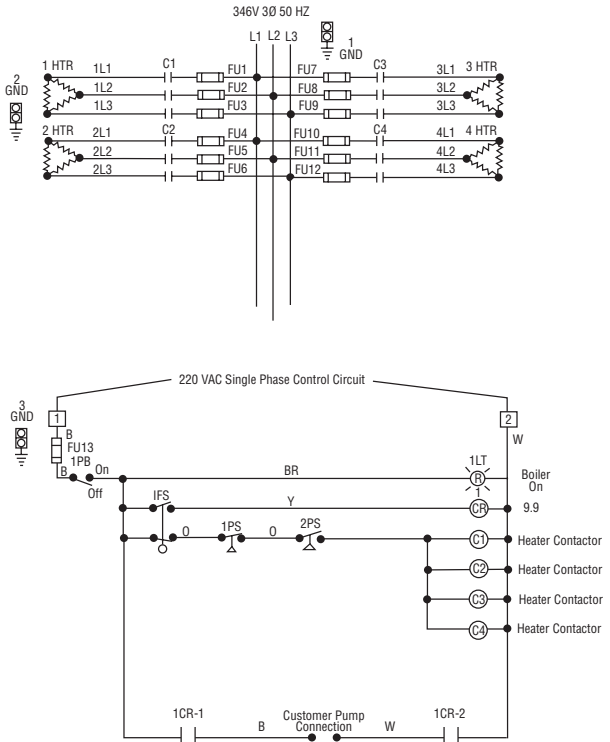 346V 3Ø 50 HZ
L1 L2 L3
1
GND
2
GND
1 HTR 1L1 C1 FU1 FU7 C3 3L1 3 HTR
1L2 FU2 FU8 3L2
1L3 FU3 FU9 3L3
2 HTR 2L1 C2 FU4 FU10 C4 4L1 4 HTR
2L2 FU5 FU11 4L2
2L3 FU6 FU12 4L3
220 VAC Single Phase Control Circuit
3
GND
1 2
B W
FU13
1PB
B On
Off
BR
1LT
R
Boiler
On
IFS Y
1
CR
9.9
O 1PS O 2PS
C1 Heater Contactor
C2 Heater Contactor
C3 Heater Contactor
C4 Heater Contactor
1CR-1 B Customer Pump W 1CR-2
Connection